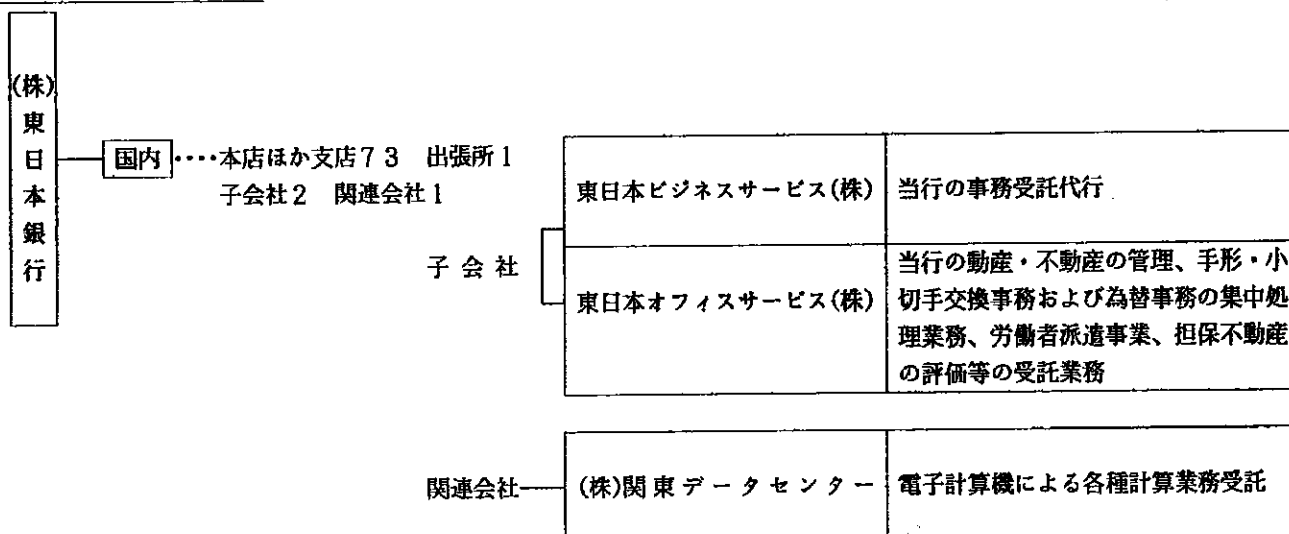 (株)東日本銀行
国内‥‥本店ほか支店73 出張所1
子会社2 関連会社1
子会社
東日本ビジネスサービス(株) 当行の事務受託代行
東日本オフィスサービス(株) 当行の動産・不動産の管理、手形・小
切手交換事務および為替事務の集中処
理業務、労働者派遣事業、担保不動産
の評価等の受託業務
関連会社 (株)関東データセンター 電子計算機による各種計算業務受託